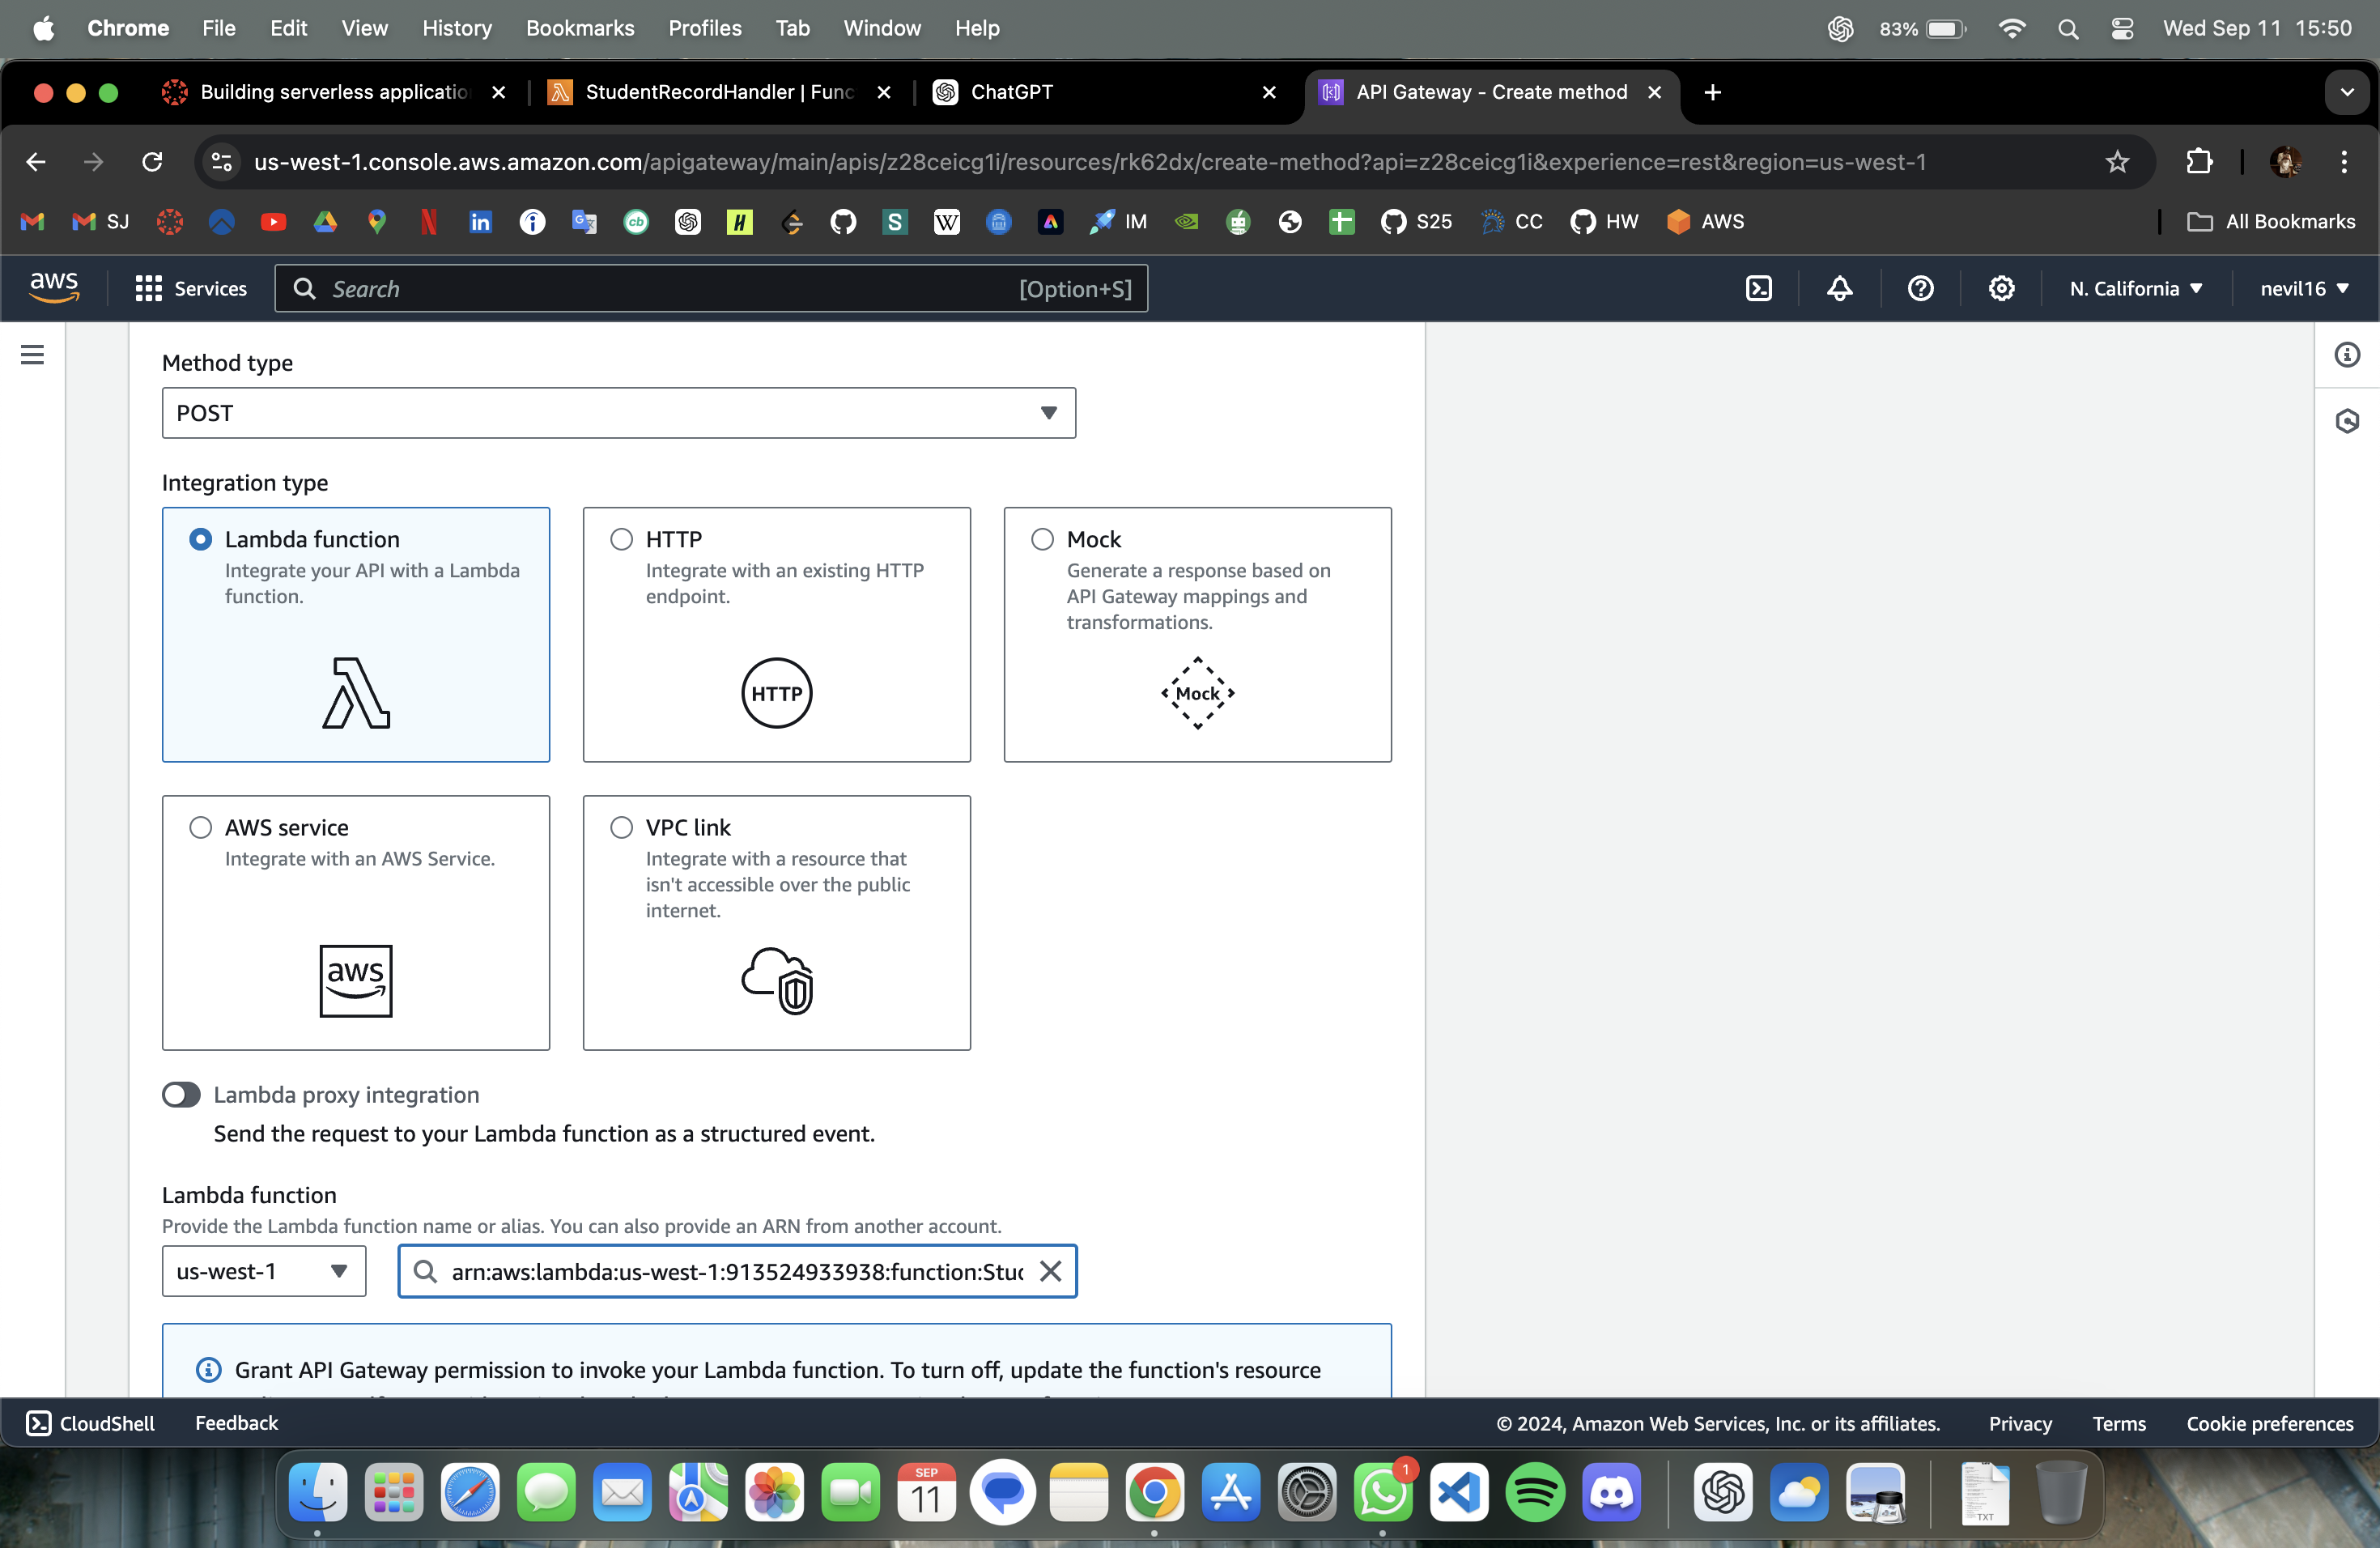 Chrome File Edit View History Bookmarks Profiles Tab Window Help 83% Wed Sep 11 15:50
Building serverless applicatio StudentRecordHandler | Func ChatGPT API Gateway - Create method
us-west-1.console.aws.amazon.com/apigateway/main/apis/z28ceicg1i/resources/rk62dx/create-method?api=z28ceicg1i&experience=rest&region=us-west-1
SJ IM S25 CC HW AWS All Bookmarks
aws Services Search [Option+S] N. California nevil16
Method type
POST
Integration type
Lambda function
Integrate your API with a Lambda
function.
HTTP
Integrate with an existing HTTP
endpoint.
HTTP
Mock
Generate a response based on
API Gateway mappings and
transformations.
Mock
AWS service
Integrate with an AWS Service.
aws
VPC link
Integrate with a resource that
isn't accessible over the public
internet.
Lambda proxy integration
Send the request to your Lambda function as a structured event.
Lambda function
Provide the Lambda function name or alias. You can also provide an ARN from another account.
us-west-1 arn:aws:lambda:us-west-1:913524933938:function:Stud
Grant API Gateway permission to invoke your Lambda function. To turn off, update the function's resource
CloudShell Feedback © 2024, Amazon Web Services, Inc. or its affiliates. Privacy Terms Cookie preferences
SEP
11
1
TXT